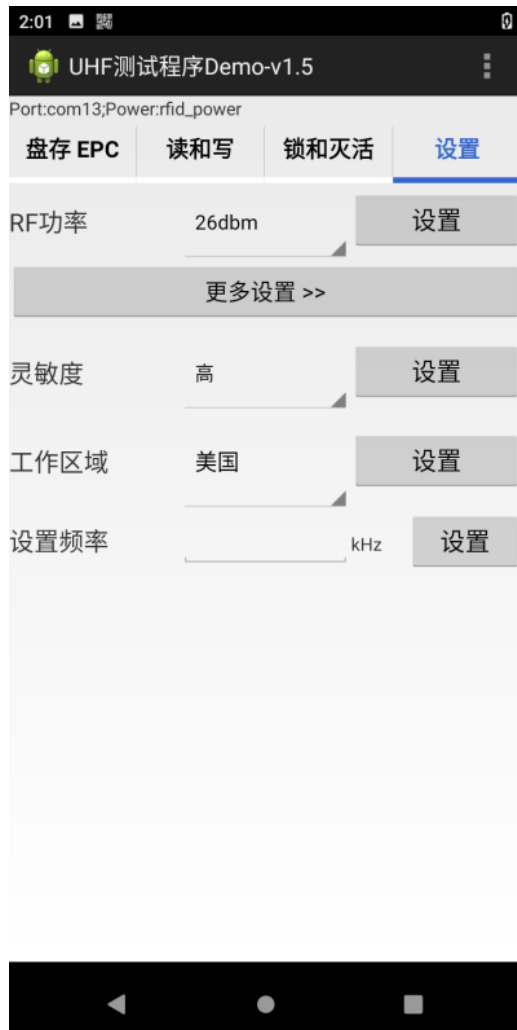 2:01
UHF测试程序Demo-v1.5
Port:com13;Power:rfid_power
盘存 EPC 读和写 锁和灭活 设置
RF功率 26dbm 设置
更多设置 >>
灵敏度 高 设置
工作区域 美国 设置
设置频率 kHz 设置